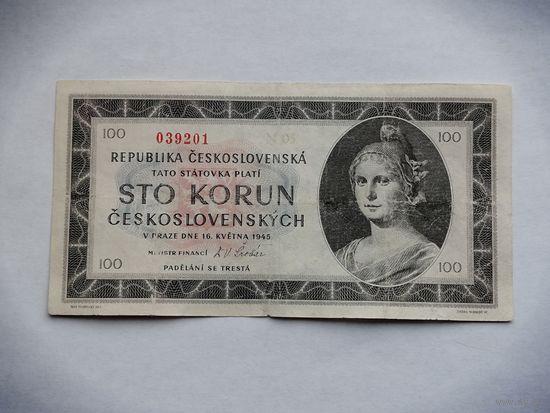 100 039201 N 05 100
REPUBLIKA ČESKOSLOVENSKÁ
TATO STÁTOVKA PLATÍ
STO KORUN
ČESKOSLOVENSKÝCH
V PRAZE DNE 16. KVĚTNA 1945
MINISTR FINANCÍ
100 100
PADĚLÁNÍ SE TRESTÁ